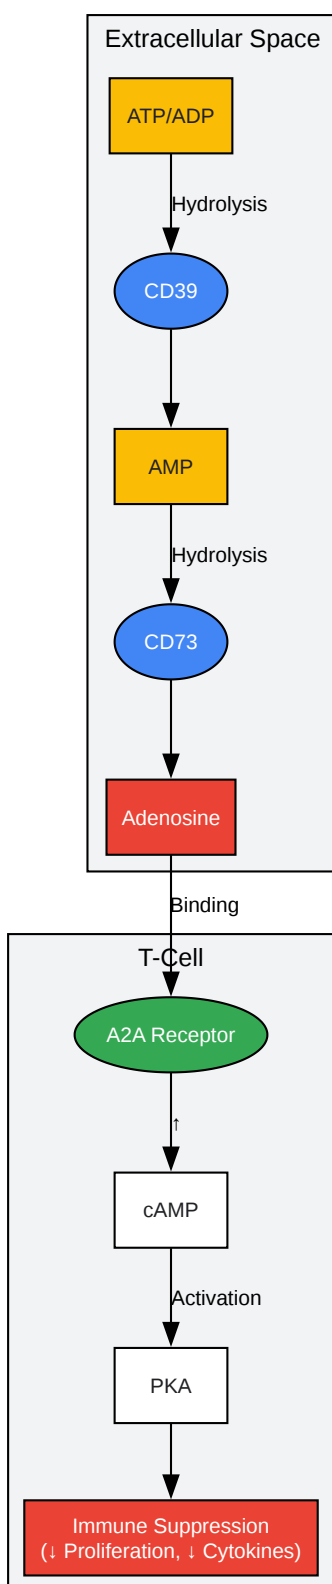 Extracellular Space
ATP/ADP
Hydrolysis
CD39
AMP
Hydrolysis
CD73
Adenosine
Binding
T-Cell
A2A Receptor
↑
cAMP
Activation
PKA
Immune Suppression
(↓ Proliferation, ↓ Cytokines)